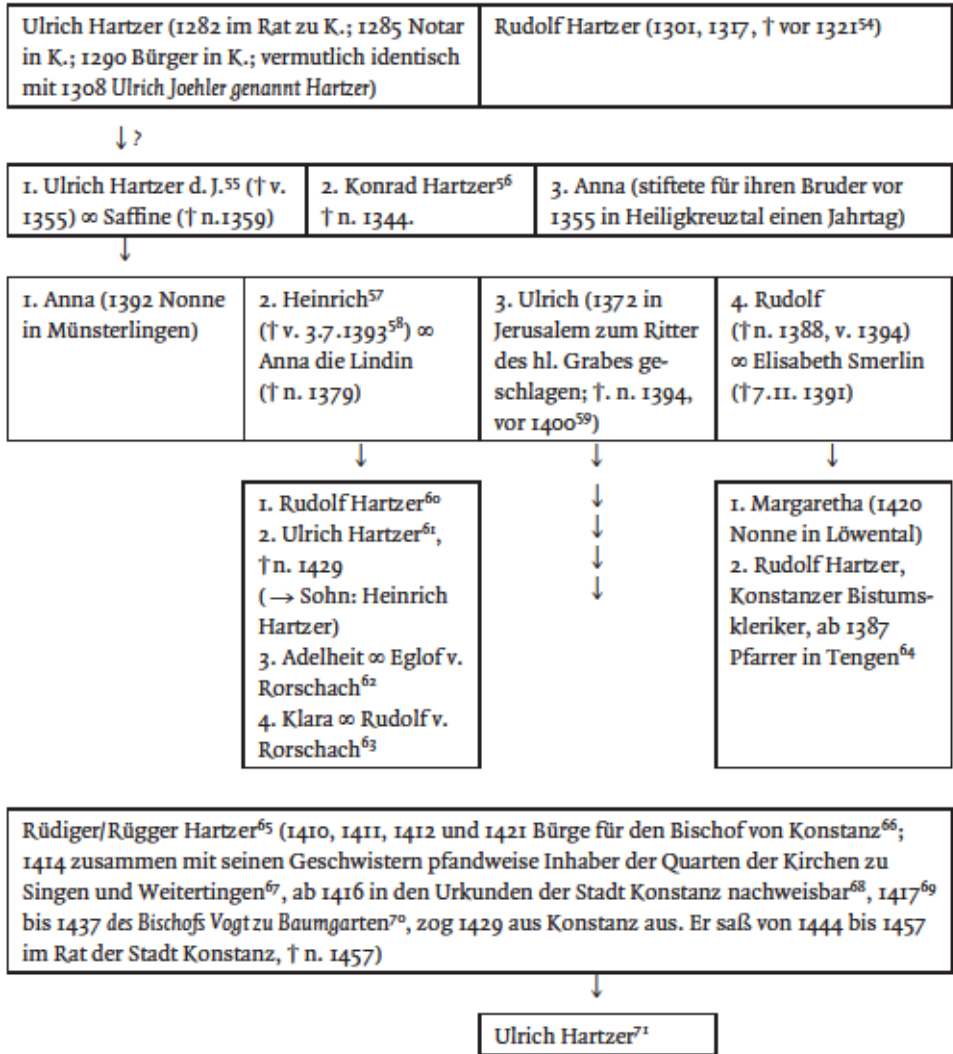 Ulrich Hartzer (1282 im Rat zu K.; 1285 Notar
in K.; 1290 Bürger in K.; vermutlich identisch
mit 1308 Ulrich Joehler genannt Hartzer)
Rudolf Hartzer (1301, 1317, † vor 1321⁵⁴)
↓ ?
1. Ulrich Hartzer d. J.⁵⁵ († v.
1355) ∞ Saffine († n.1359)
2. Konrad Hartzer⁵⁶
† n. 1344.
3. Anna (stiftete für ihren Bruder vor
1355 in Heiligkreuztal einen Jahrtag)
↓
1. Anna (1392 Nonne
in Münsterlingen)
2. Heinrich⁵⁷
(† v. 3.7.1393⁵⁸) ∞
Anna die Lindin
(† n. 1379)
3. Ulrich (1372 in
Jerusalem zum Ritter
des hl. Grabes ge-
schlagen; †. n. 1394,
vor 1400⁵⁹)
4. Rudolf
(† n. 1388, v. 1394)
∞ Elisabeth Smerlin
(†7.11. 1391)
↓ ↓ ↓
1. Rudolf Hartzer⁶⁰
2. Ulrich Hartzer⁶¹,
† n. 1429
( → Sohn: Heinrich
Hartzer)
3. Adelheit ∞ Eglof v.
Rorschach⁶²
4. Klara ∞ Rudolf v.
Rorschach⁶³
↓
↓
↓
↓
1. Margaretha (1420
Nonne in Löwental)
2. Rudolf Hartzer,
Konstanzer Bistums-
kleriker, ab 1387
Pfarrer in Tengen⁶⁴
Rüdiger/Rügger Hartzer⁶⁵ (1410, 1411, 1412 und 1421 Bürge für den Bischof von Konstanz⁶⁶;
1414 zusammen mit seinen Geschwistern pfandweise Inhaber der Quarten der Kirchen zu
Singen und Weitertingen⁶⁷, ab 1416 in den Urkunden der Stadt Konstanz nachweisbar⁶⁸, 1417⁶⁹
bis 1437 des Bischofs Vogt zu Baumgarten⁷⁰, zog 1429 aus Konstanz aus. Er saß von 1444 bis 1457
im Rat der Stadt Konstanz, † n. 1457)
↓
Ulrich Hartzer⁷¹